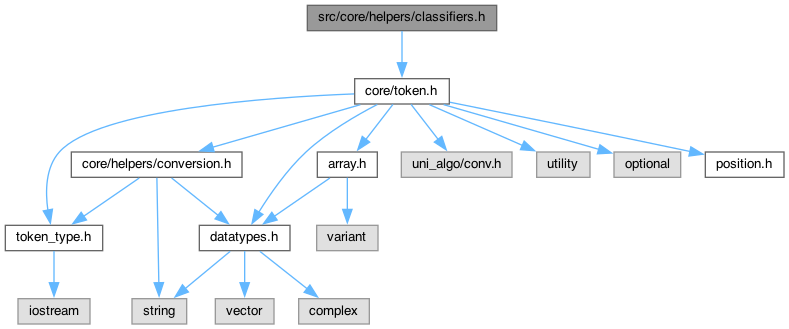 src/core/helpers/classifiers.h
core/token.h
core/helpers/conversion.h
array.h
uni_algo/conv.h
utility
optional
position.h
token_type.h
datatypes.h
variant
iostream
string
vector
complex